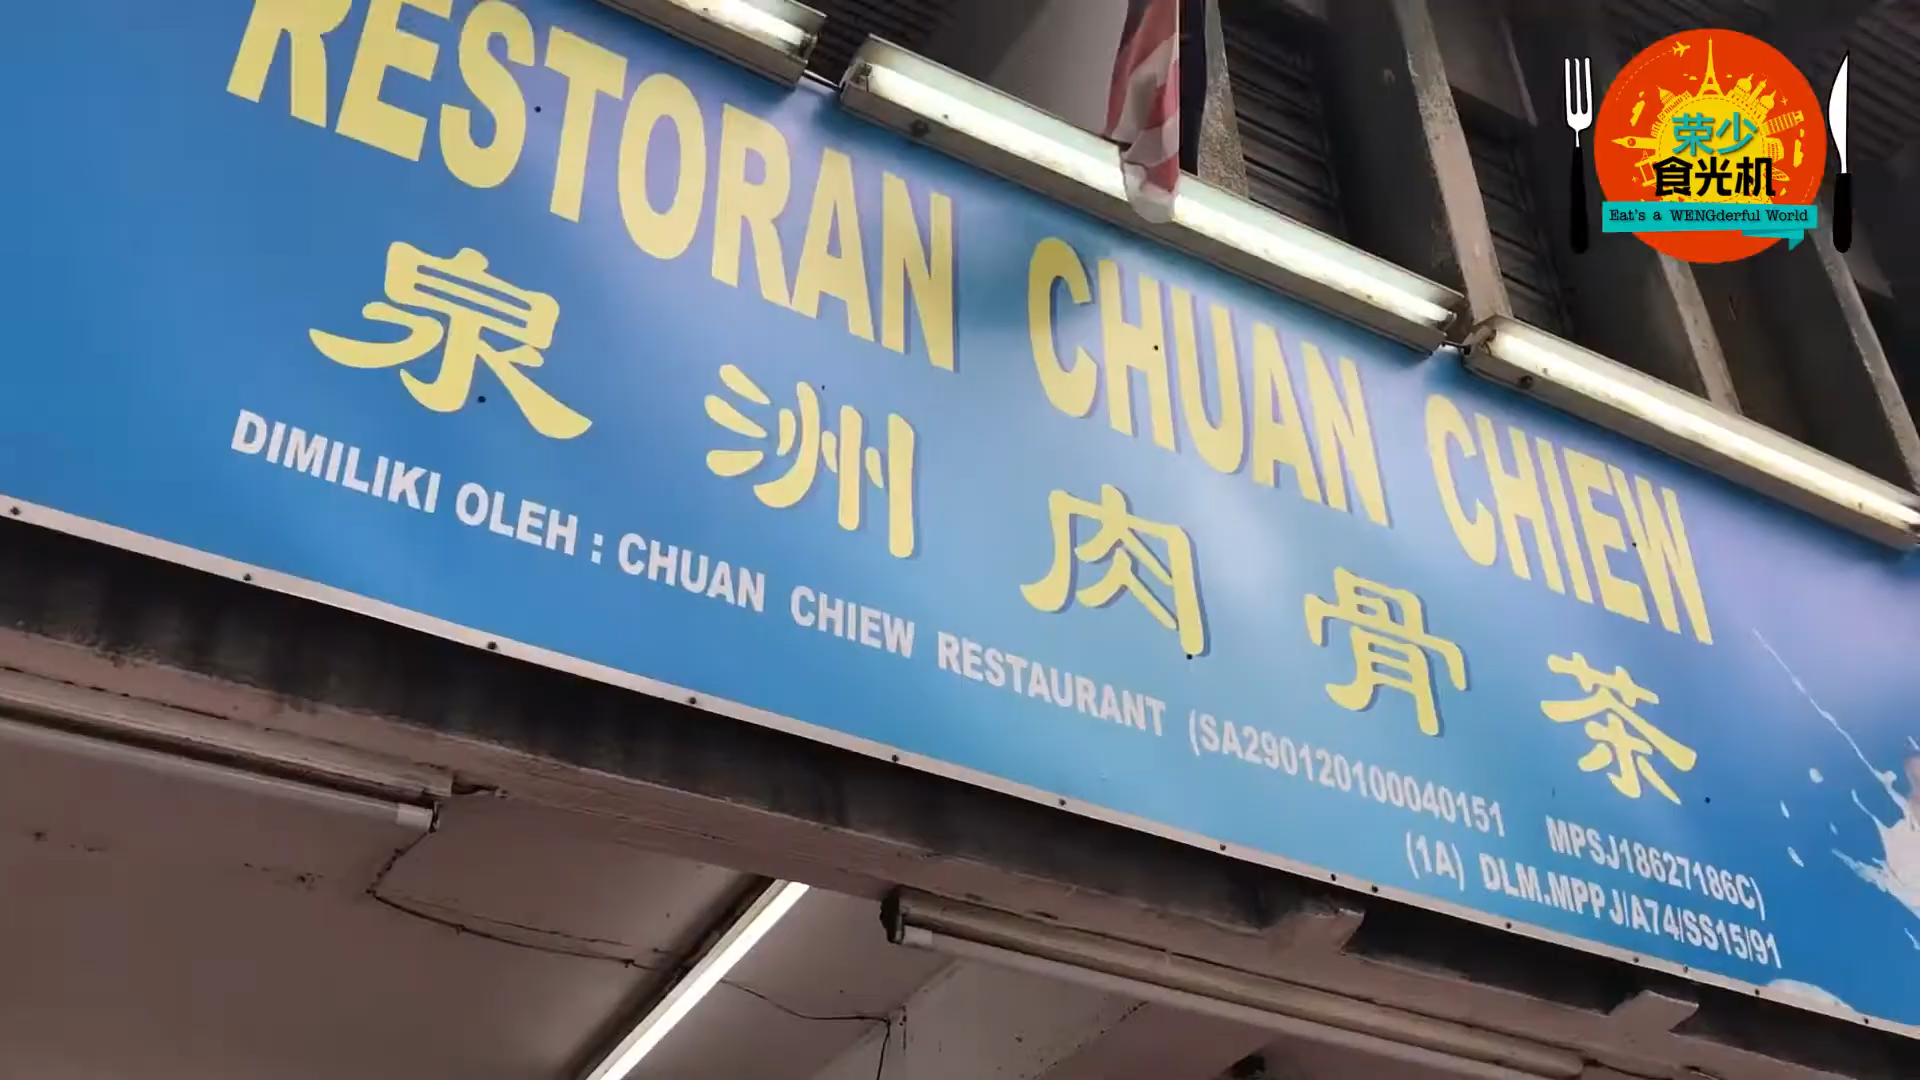 RESTORAN CHUAN CHIEW
泉洲肉骨茶
DIMILIKI OLEH : CHUAN CHIEW RESTAURANT (SA290120100040151 MPSJ18627186C)
(1A) DLM.MPPJ/A74/SS15/91
荣少
食光机
Eat's a WENGderful World